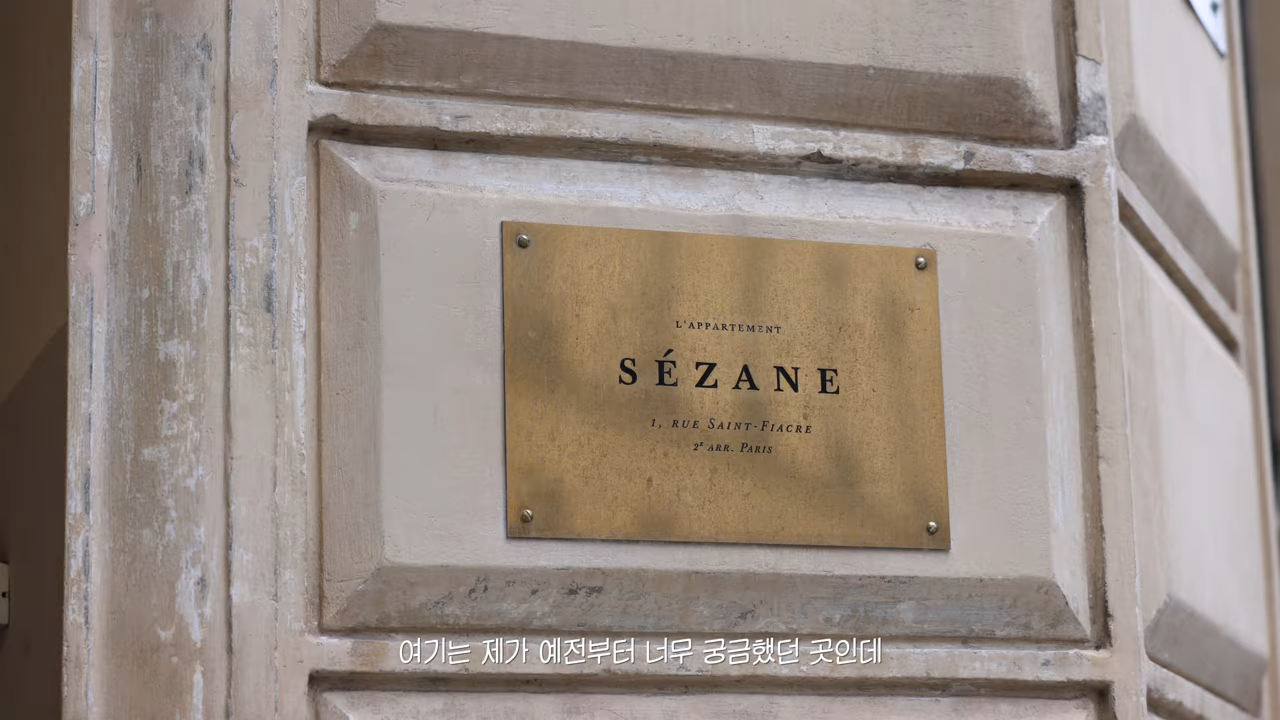 L'APPARTEMENT
SÉZANE
1, RUE SAINT-FIACRE
2E ARR. PARIS
여기는 제가 예전부터 너무 궁금했던 곳인데